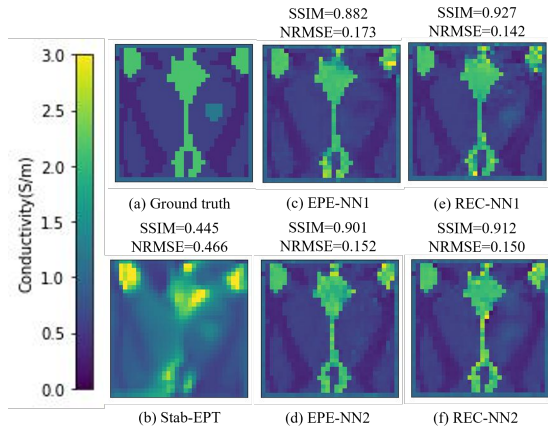 SSIM=0.882
NRMSE=0.173
SSIM=0.927
NRMSE=0.142
Conductivity(S/m)
3.0
2.5
2.0
1.5
1.0
0.5
0.0
(a) Ground truth
(c) EPE-NN1
(e) REC-NN1
SSIM=0.445
NRMSE=0.466
SSIM=0.901
NRMSE=0.152
SSIM=0.912
NRMSE=0.150
(b) Stab-EPT
(d) EPE-NN2
(f) REC-NN2